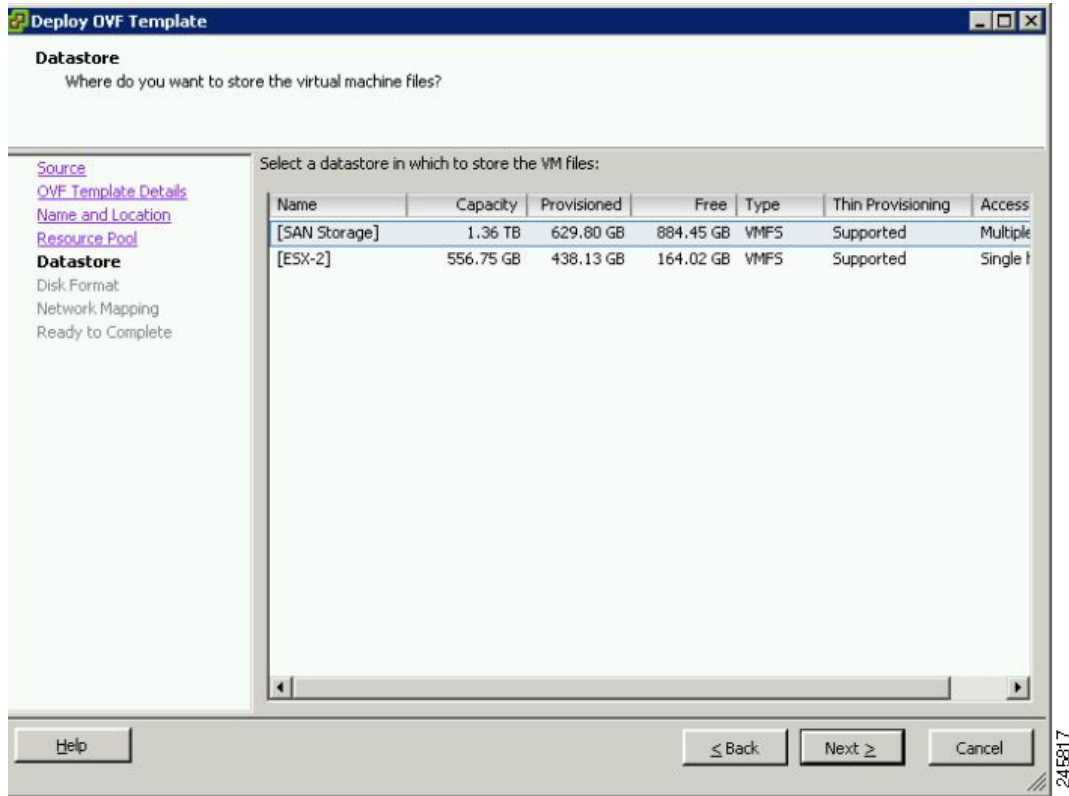 Deploy OVF Template
Datastore
Where do you want to store the virtual machine files?
Source
OVF Template Details
Name and Location
Resource Pool
Datastore
Disk Format
Network Mapping
Ready to Complete
Select a datastore in which to store the VM files:
Name Capacity Provisioned Free Type Thin Provisioning Access
[SAN Storage] 1.36 TB 629.80 GB 884.45 GB VMFS Supported Multiple
[ESX-2] 556.75 GB 438.13 GB 164.02 GB VMFS Supported Single
Help
≤ Back
Next ≥
Cancel
245817